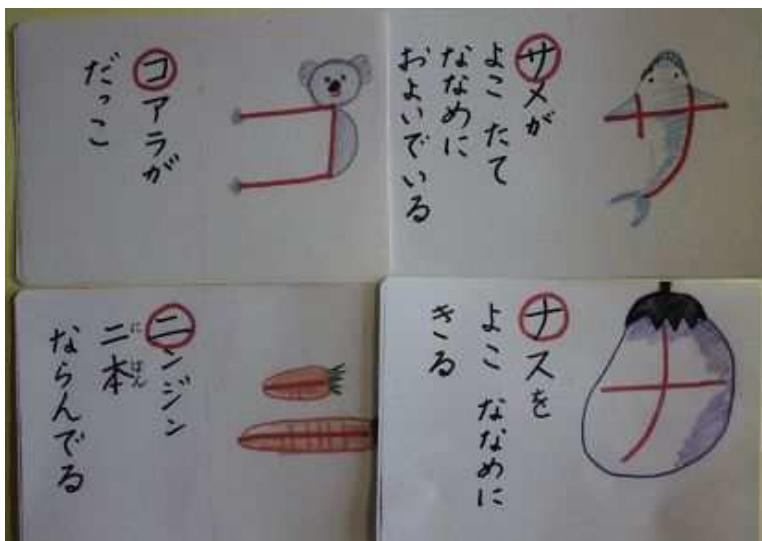 サメが
よこ たて
ななめに
およいでいる
コアラが
だっこ
ナスを
よこ ななめに
きる
ニンジン
二本
にほん
ならんでる